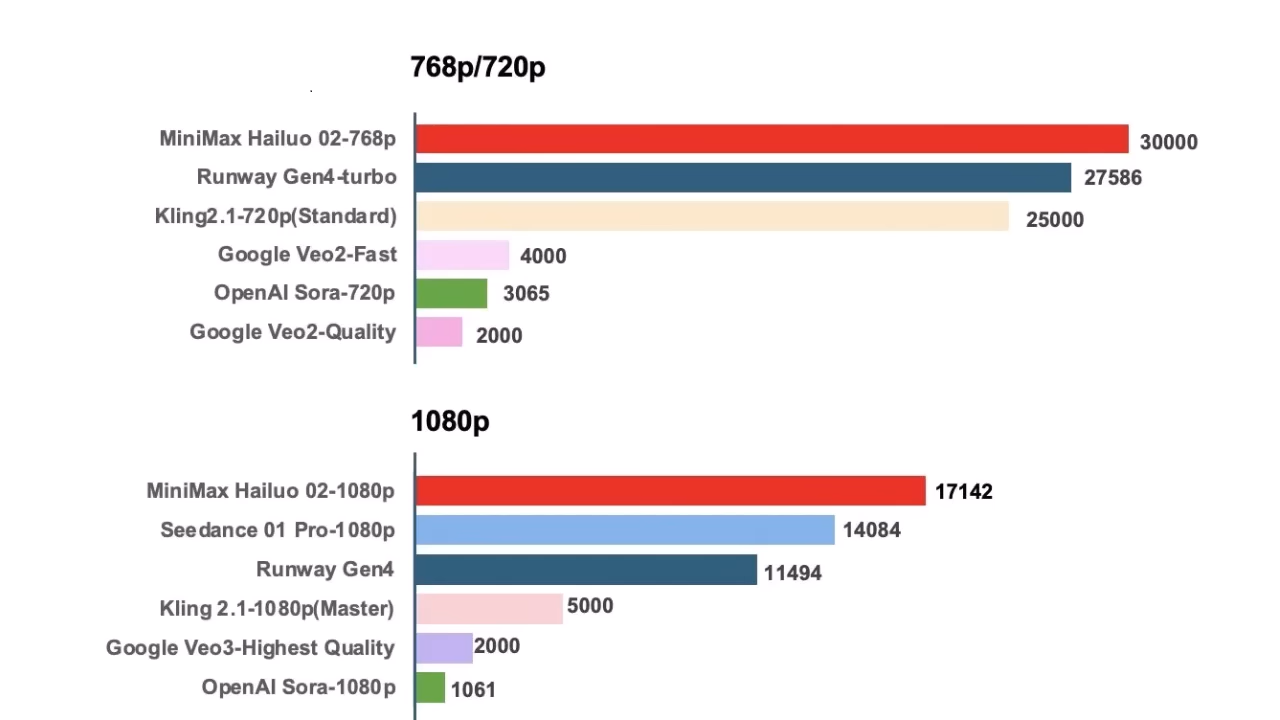 768p/720p
MiniMax Hailuo 02-768p 30000
Runway Gen4-turbo 27586
Kling2.1-720p(Standard) 25000
Google Veo2-Fast 4000
OpenAI Sora-720p 3065
Google Veo2-Quality 2000
1080p
MiniMax Hailuo 02-1080p 17142
Seedance 01 Pro-1080p 14084
Runway Gen4 11494
Kling 2.1-1080p(Master) 5000
Google Veo3-Highest Quality 2000
OpenAI Sora-1080p 1061